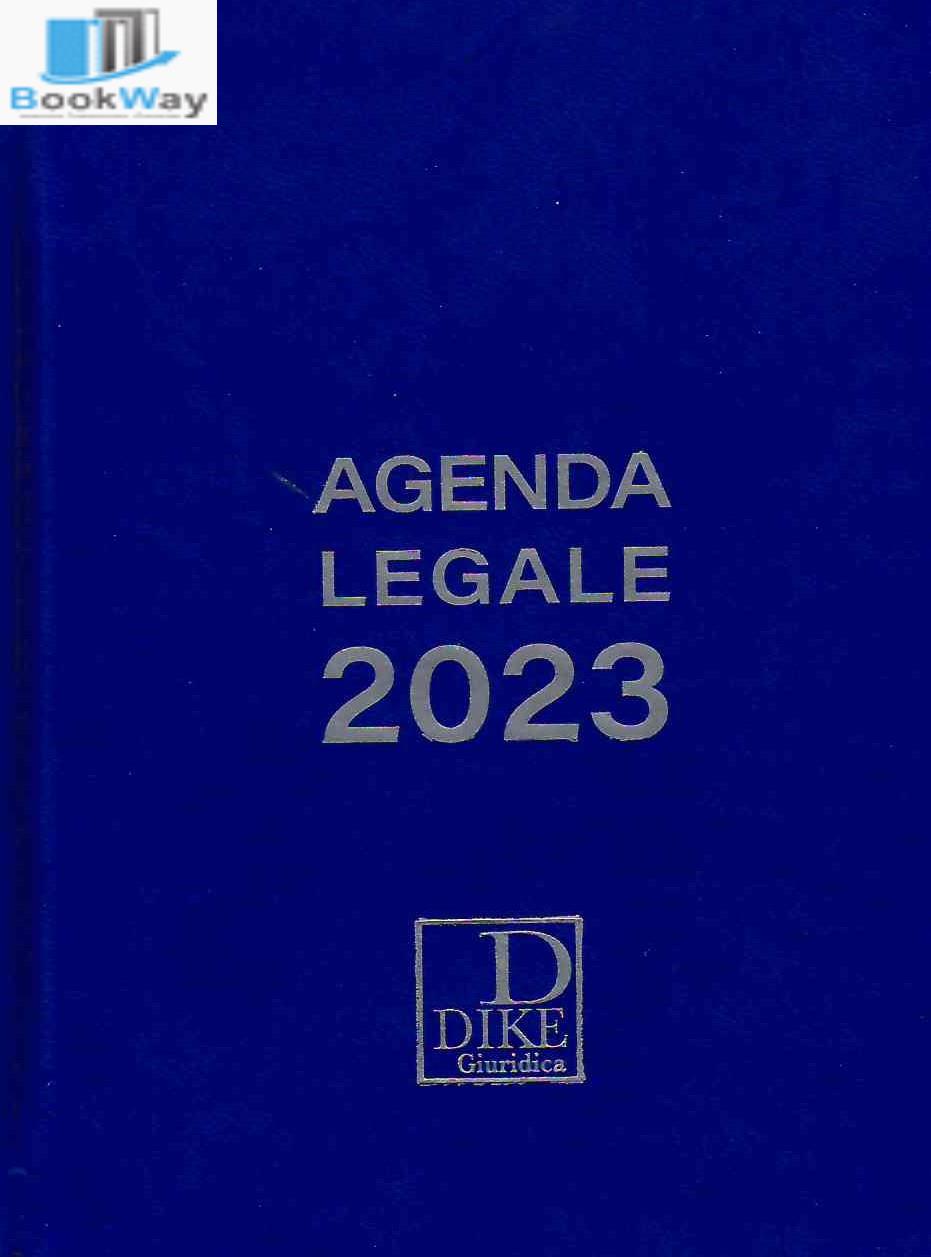 BookWay
AGENDA
LEGALE
2023
D
DIKE
Giuridica